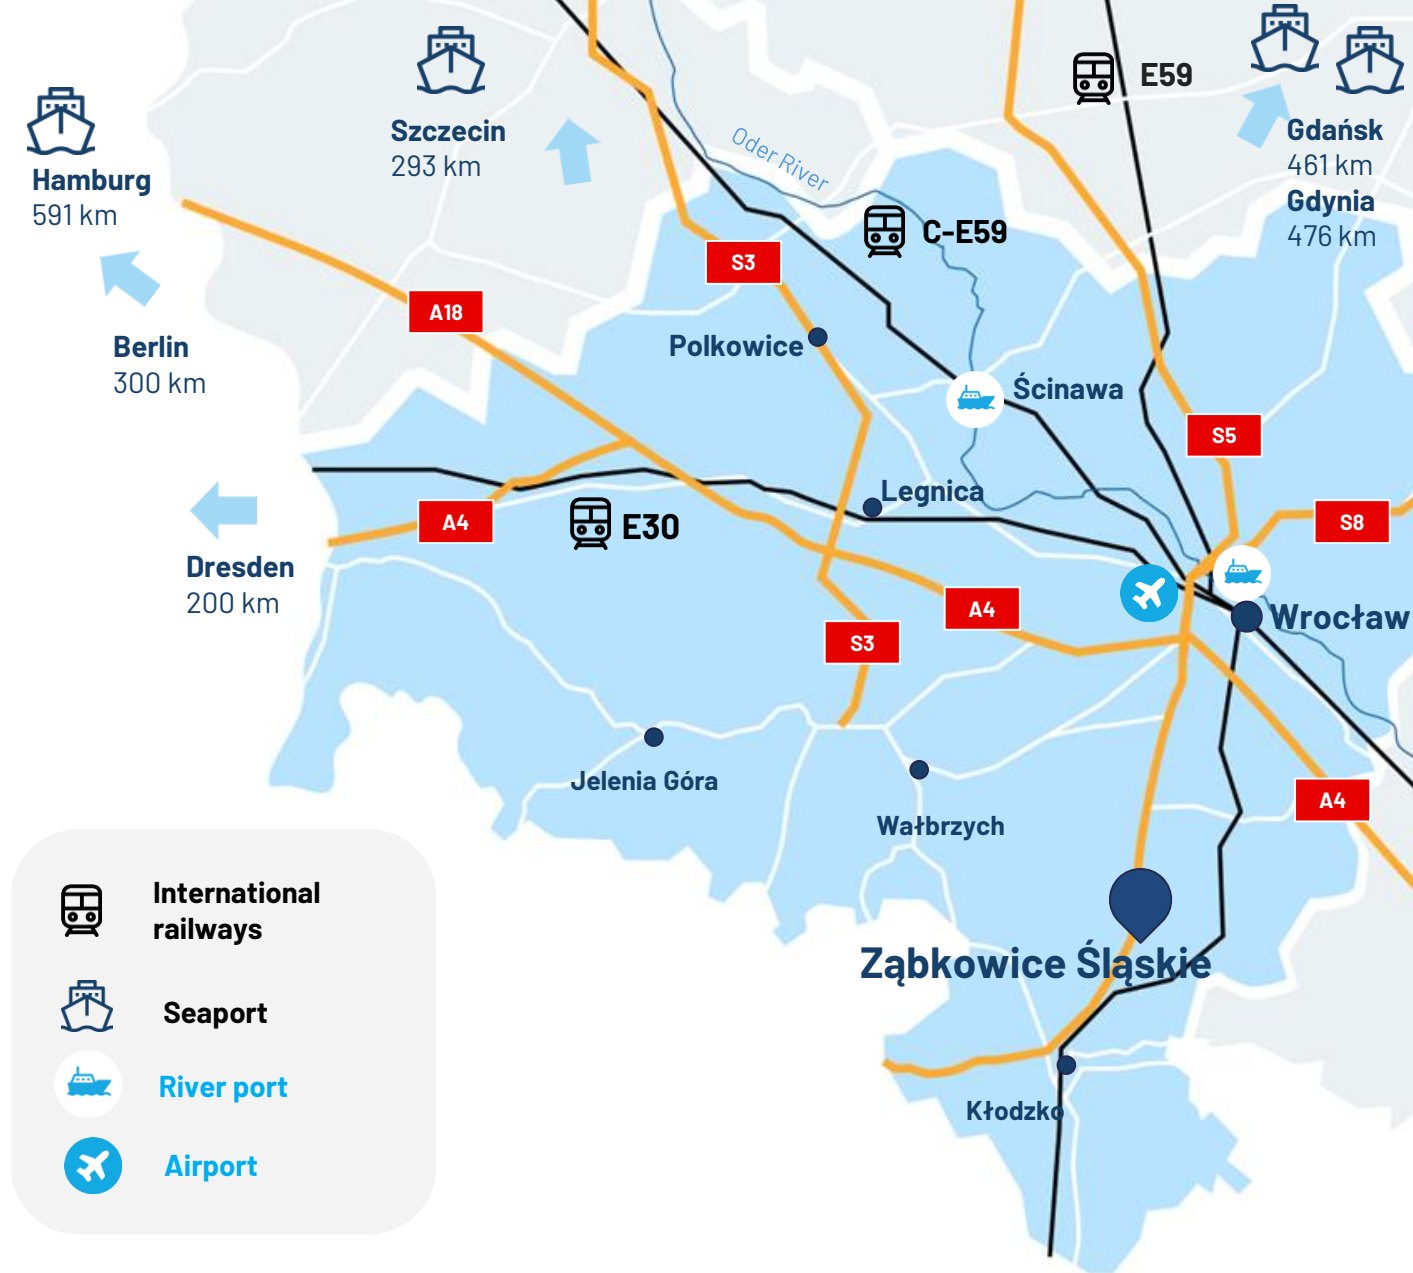 E59
Szczecin
293 km
Gdańsk
461 km
Gdynia
476 km
Oder River
Hamburg
591 km
C-E59
S3
A18
Polkowice
Berlin
300 km
Ścinawa
S5
Legnica
A4
E30
S8
Dresden
200 km
A4
Wrocław
S3
Jelenia Góra
A4
Wałbrzych
International
railways
Ząbkowice Śląskie
Seaport
River port
Kłodzko
Airport